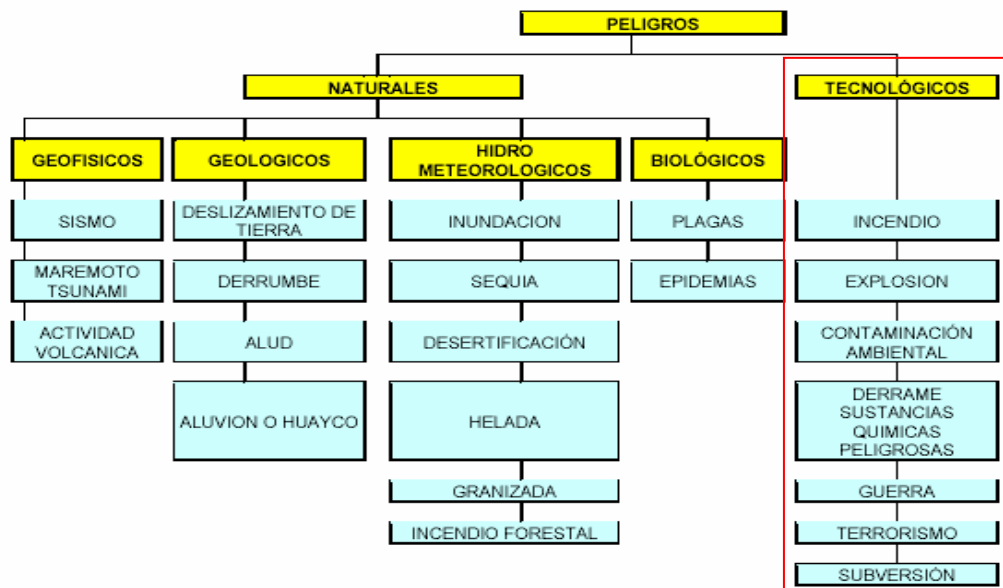 PELIGROS
NATURALES
TECNOLÓGICOS
GEOFISICOS
GEOLOGICOS
HIDRO
METEOROLOGICOS
BIOLÓGICOS
SISMO
MAREMOTO
TSUNAMI
ACTIVIDAD
VOLCANICA
DESLIZAMIENTO DE
TIERRA
DERRUMBE
ALUD
ALUVION O HUAYCO
INUNDACION
SEQUIA
DESERTIFICACIÓN
HELADA
GRANIZADA
INCENDIO FORESTAL
PLAGAS
EPIDEMIAS
INCENDIO
EXPLOSION
CONTAMINACIÓN
AMBIENTAL
DERRAME
SUSTANCIAS
QUIMICAS
PELIGROSAS
GUERRA
TERRORISMO
SUBVERSIÓN